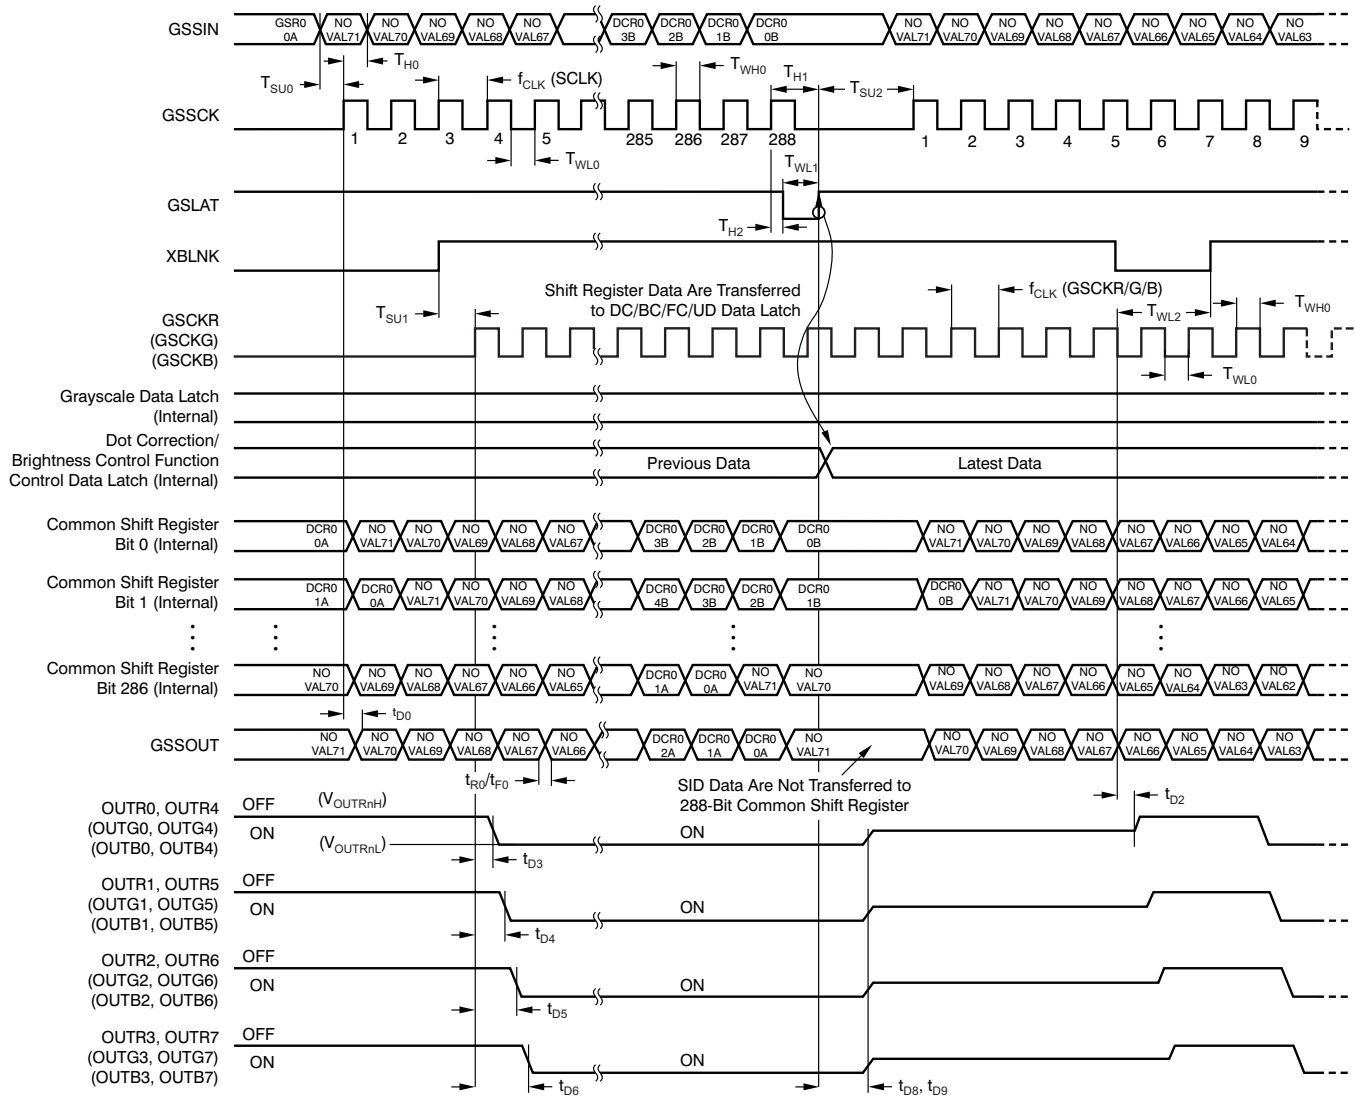 GSSIN
GSR0 0A
NO VAL71
NO VAL70
NO VAL69
NO VAL68
NO VAL67
DCR0 3B
DCR0 2B
DCR0 1B
DCR0 0B
NO VAL71
NO VAL70
NO VAL69
NO VAL68
NO VAL67
NO VAL66
NO VAL65
NO VAL64
NO VAL63
TSU0
TH0
fCLK (SCLK)
TWH0
TH1
TSU2
GSSCK
1 2 3 4 5 285 286 287 288 1 2 3 4 5 6 7 8 9
TWL0
TWL1
GSLAT
TH2
XBLNK
Shift Register Data Are Transferred
to DC/BC/FC/UD Data Latch
fCLK (GSCKR/G/B)
TSU1
TWL2
TWH0
GSCKR
(GSCKG)
(GSCKB)
TWL0
Grayscale Data Latch
(Internal)
Dot Correction/
Brightness Control Function
Control Data Latch (Internal)
Previous Data
Latest Data
Common Shift Register
Bit 0 (Internal)
DCR0 0A
NO VAL71
NO VAL70
NO VAL69
NO VAL68
NO VAL67
DCR0 3B
DCR0 2B
DCR0 1B
DCR0 0B
NO VAL71
NO VAL70
NO VAL69
NO VAL68
NO VAL67
NO VAL66
NO VAL65
NO VAL64
Common Shift Register
Bit 1 (Internal)
DCR0 1A
DCR0 0A
NO VAL71
NO VAL70
NO VAL69
NO VAL68
DCR0 4B
DCR0 3B
DCR0 2B
DCR0 1B
DCR0 0B
NO VAL71
NO VAL70
NO VAL69
NO VAL68
NO VAL67
NO VAL66
NO VAL65
Common Shift Register
Bit 286 (Internal)
NO VAL70
NO VAL69
NO VAL68
NO VAL67
NO VAL66
NO VAL65
DCR0 1A
DCR0 0A
NO VAL71
NO VAL70
NO VAL69
NO VAL68
NO VAL67
NO VAL66
NO VAL65
NO VAL64
NO VAL63
NO VAL62
tD0
GSSOUT
NO VAL71
NO VAL70
NO VAL69
NO VAL68
NO VAL67
NO VAL66
DCR0 2A
DCR0 1A
DCR0 0A
NO VAL71
NO VAL70
NO VAL69
NO VAL68
NO VAL67
NO VAL66
NO VAL65
NO VAL64
NO VAL63
tR0/tF0
SID Data Are Not Transferred to
288-Bit Common Shift Register
tD2
OUTR0, OUTR4
(OUTG0, OUTG4)
(OUTB0, OUTB4)
OFF
ON
(VOUTRnH)
(VOUTRnL)
ON
tD3
OUTR1, OUTR5
(OUTG1, OUTG5)
(OUTB1, OUTB5)
OFF
ON
ON
tD4
OUTR2, OUTR6
(OUTG2, OUTG6)
(OUTB2, OUTB6)
OFF
ON
ON
tD5
OUTR3, OUTR7
(OUTG3, OUTG7)
(OUTB3, OUTB7)
OFF
ON
ON
tD6
tD8, tD9